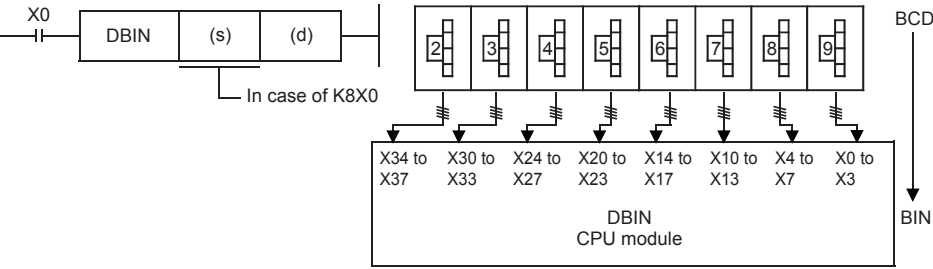 X0
DBIN (s) (d)
In case of K8X0
2 3 4 5 6 7 8 9
BCD
X34 to X37
X30 to X33
X24 to X27
X20 to X23
X14 to X17
X10 to X13
X4 to X7
X0 to X3
DBIN
CPU module
BIN